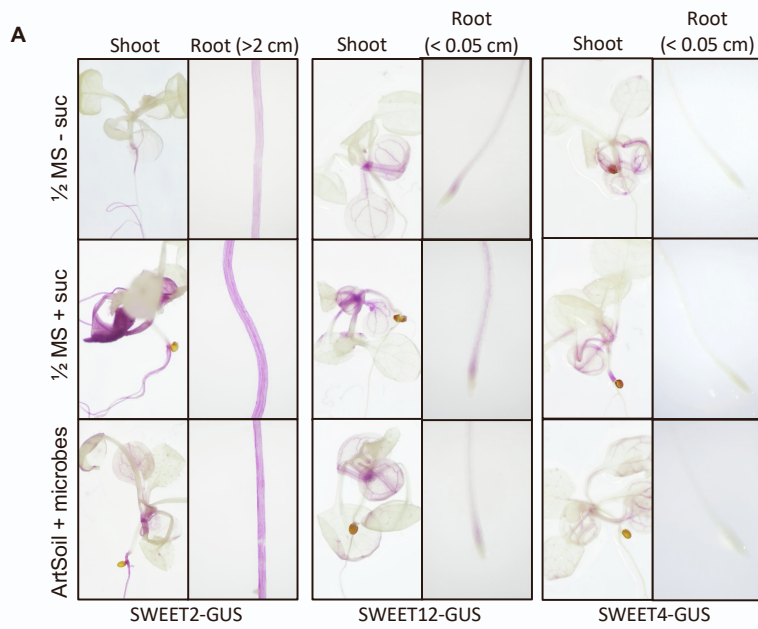 A
Shoot Root (>2 cm) Shoot Root (< 0.05 cm) Shoot Root (< 0.05 cm)
½ MS - suc
½ MS + suc
ArtSoil + microbes
SWEET2-GUS SWEET12-GUS SWEET4-GUS